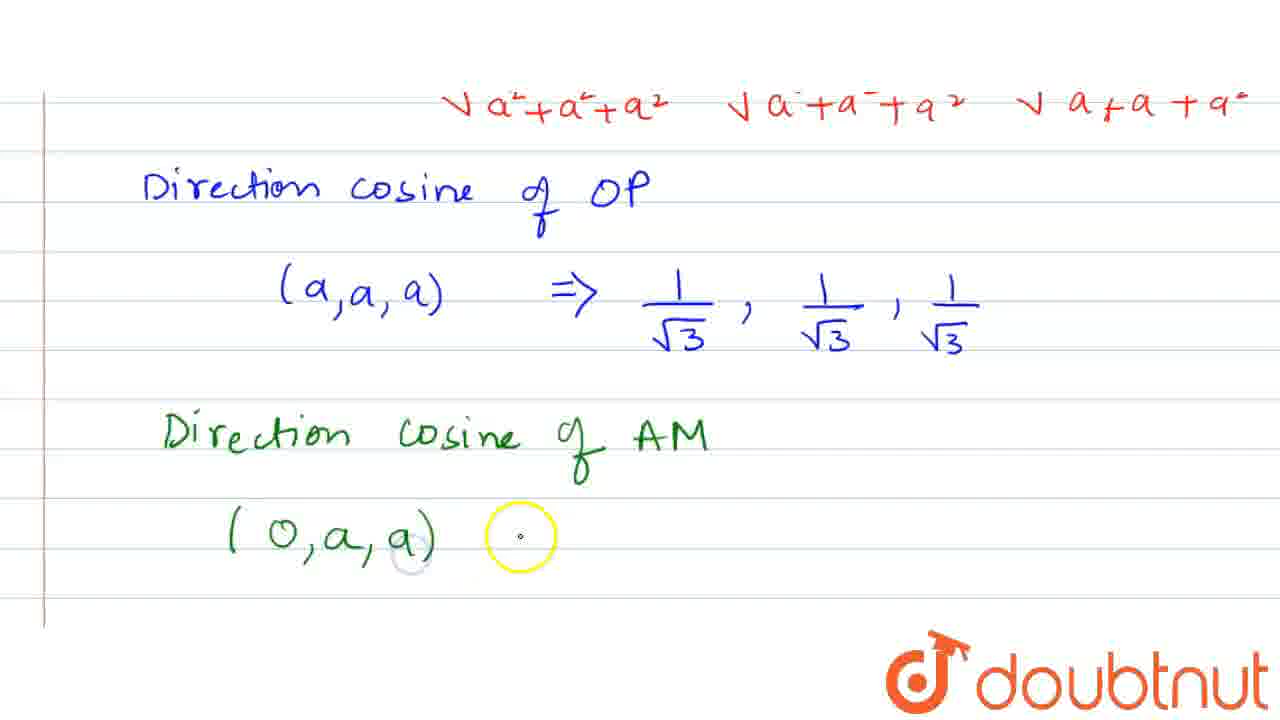 √a²+a²+a² √a²+a²+a² √a+a+a²
Direction cosine of OP
(a, a, a) ⇒ 1/√3, 1/√3, 1/√3
Direction cosine of AM
(0, a, a)
doubtnut